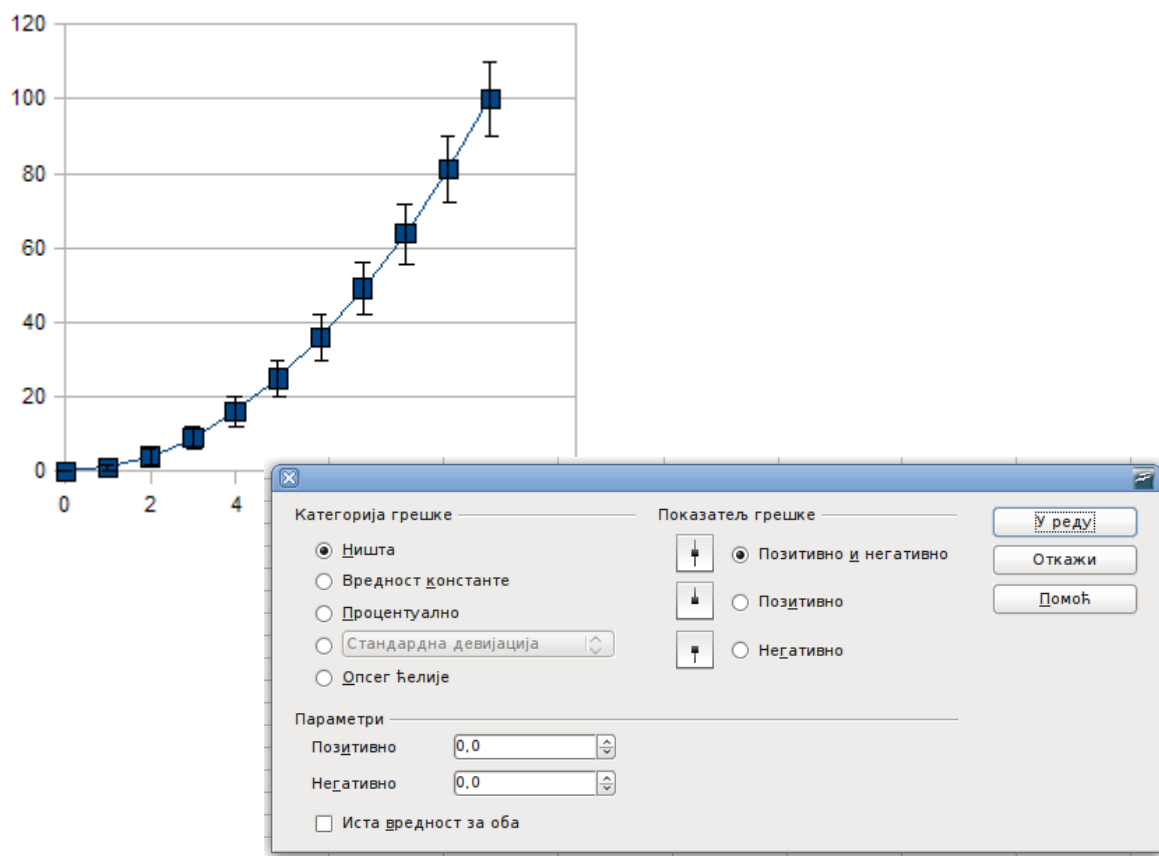 120
100
80
60
40
20
0
0 2 4
Категорија грешке
Ништа
Вредност константе
Процентуално
Стандардна девијација
Опсег ћелије
Показатељ грешке
Позитивно и негативно
Позитивно
Негативно
У реду
Откажи
Помоћ
Параметри
Позитивно 0,0
Негативно 0,0
Иста вредност за оба